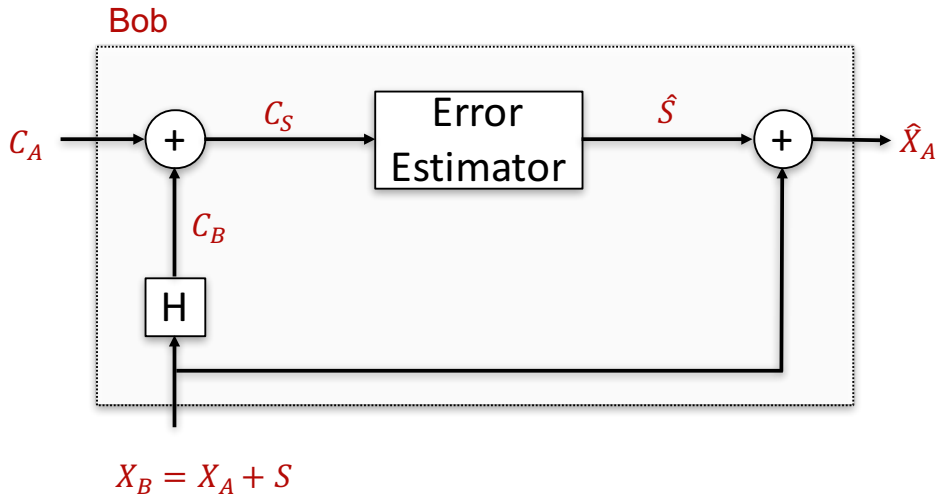 Bob
C_A
+
C_S
Error
Estimator
Ŝ
+
X̂_A
C_B
H
X_B = X_A + S